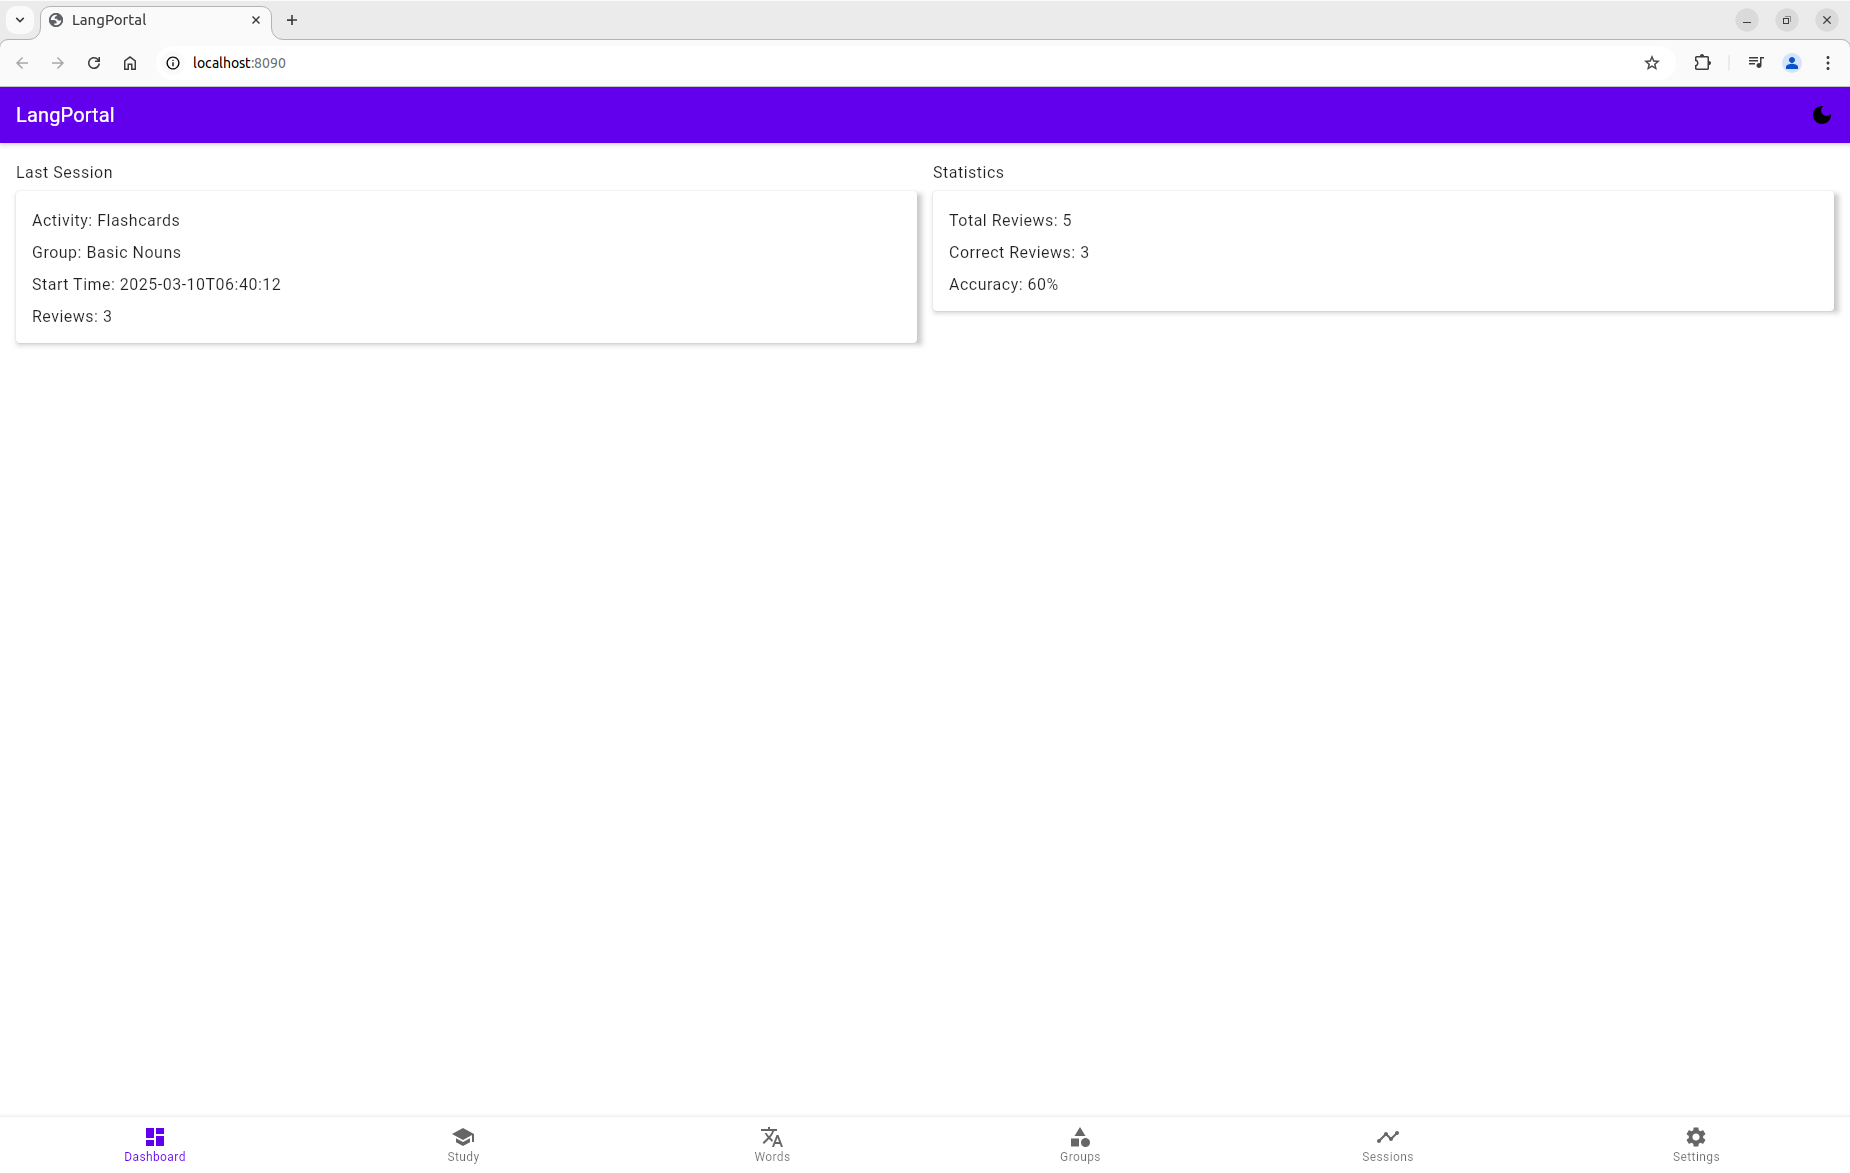 LangPortal
localhost:8090
LangPortal
Last Session
Activity: Flashcards
Group: Basic Nouns
Start Time: 2025-03-10T06:40:12
Reviews: 3
Statistics
Total Reviews: 5
Correct Reviews: 3
Accuracy: 60%
Dashboard
Study
Words
Groups
Sessions
Settings